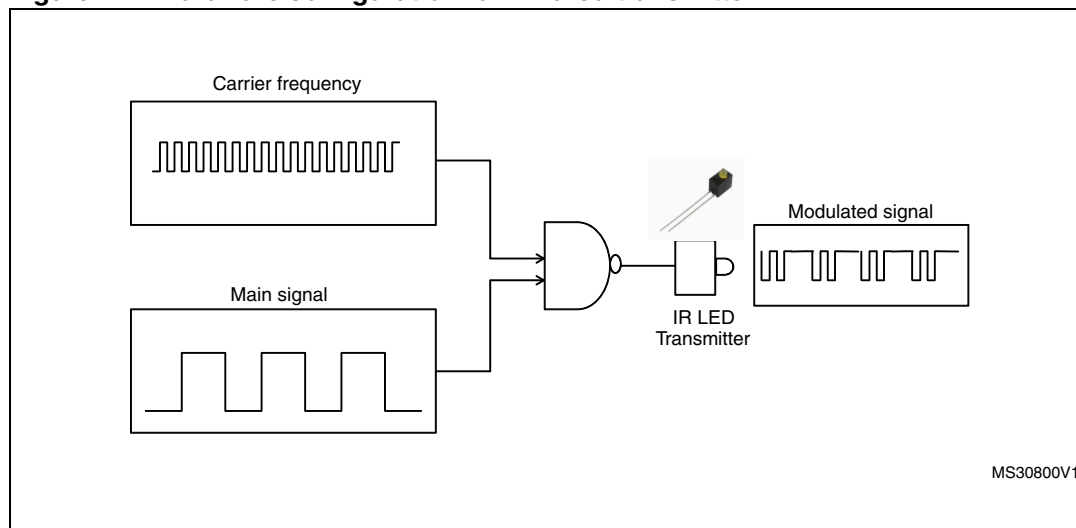 Carrier frequency
Modulated signal
Main signal
IR LED
Transmitter
MS30800V1